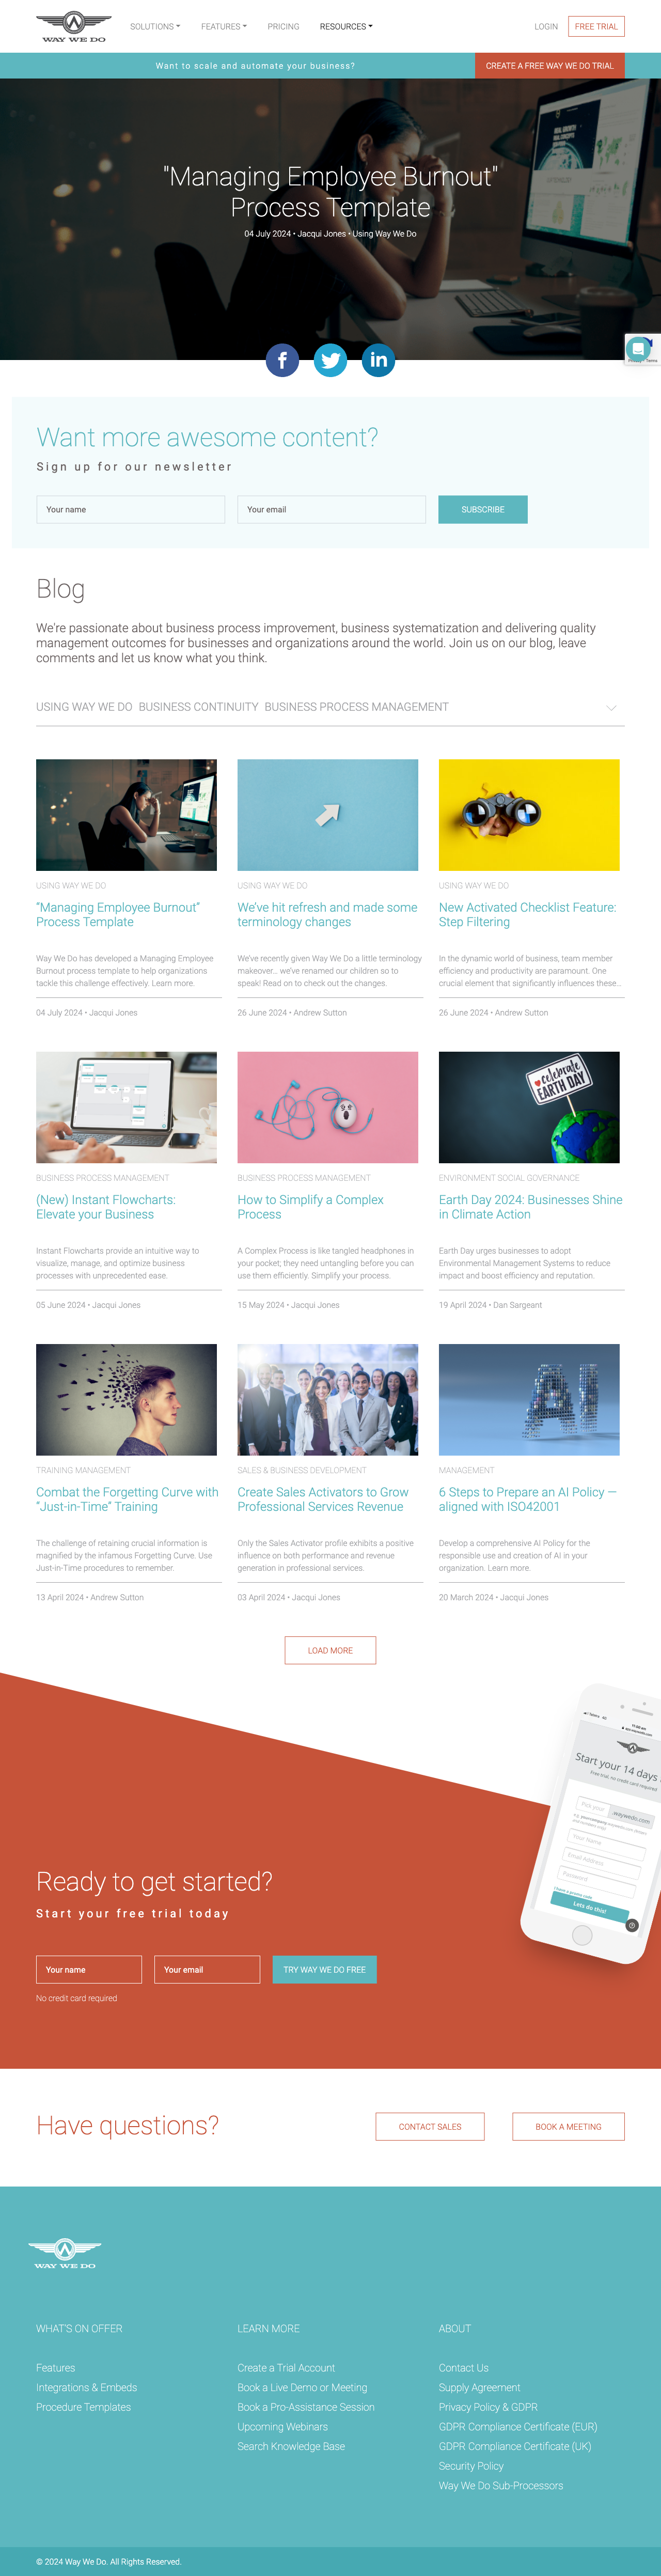 WAY WE DO
SOLUTIONS
FEATURES
PRICING
RESOURCES
LOGIN
FREE TRIAL
Want to scale and automate your business?
CREATE A FREE WAY WE DO TRIAL
"Managing Employee Burnout"
Process Template
04 July 2024 • Jacqui Jones • Using Way We Do
Want more awesome content?
Sign up for our newsletter
Your name
Your email
SUBSCRIBE
Blog
We're passionate about business process improvement, business systematization and delivering quality
management outcomes for businesses and organizations around the world. Join us on our blog, leave
comments and let us know what you think.
USING WAY WE DO BUSINESS CONTINUITY BUSINESS PROCESS MANAGEMENT
USING WAY WE DO
"Managing Employee Burnout"
Process Template
Way We Do has developed a Managing Employee
Burnout process template to help organizations
tackle this challenge effectively. Learn more.
04 July 2024 • Jacqui Jones
USING WAY WE DO
We've hit refresh and made some
terminology changes
We've recently given Way We Do a little terminology
makeover... we've renamed our children so to
speak! Read on to check out the changes.
26 June 2024 • Andrew Sutton
USING WAY WE DO
New Activated Checklist Feature:
Step Filtering
In the dynamic world of business, team member
efficiency and productivity are paramount. One
crucial element that significantly influences these...
26 June 2024 • Andrew Sutton
BUSINESS PROCESS MANAGEMENT
(New) Instant Flowcharts:
Elevate your Business
Instant Flowcharts provide an intuitive way to
visualize, manage, and optimize business
processes with unprecedented ease.
05 June 2024 • Jacqui Jones
BUSINESS PROCESS MANAGEMENT
How to Simplify a Complex
Process
A Complex Process is like tangled headphones in
your pocket; they need untangling before you can
use them efficiently. Simplify your process.
15 May 2024 • Jacqui Jones
celebrate
EARTH DAY
ENVIRONMENT SOCIAL GOVERNANCE
Earth Day 2024: Businesses Shine
in Climate Action
Earth Day urges businesses to adopt
Environmental Management Systems to reduce
impact and boost efficiency and reputation.
19 April 2024 • Dan Sargeant
TRAINING MANAGEMENT
Combat the Forgetting Curve with
"Just-in-Time" Training
The challenge of retaining crucial information is
magnified by the infamous Forgetting Curve. Use
Just-In-Time procedures to remember.
13 April 2024 • Andrew Sutton
SALES & BUSINESS DEVELOPMENT
Create Sales Activators to Grow
Professional Services Revenue
Only the Sales Activator profile exhibits a positive
influence on both performance and revenue
generation in professional services.
03 April 2024 • Jacqui Jones
AI
MANAGEMENT
6 Steps to Prepare an AI Policy —
aligned with ISO42001
Develop a comprehensive AI Policy for the
responsible use and creation of AI in your
organization. Learn more.
20 March 2024 • Jacqui Jones
LOAD MORE
Start your 14 days
Free trial, no credit card required
Pick your
.waywedo.com
Your Name
Email Address
Password
Lets do this!
Ready to get started?
Start your free trial today
Your name
Your email
TRY WAY WE DO FREE
No credit card required
Have questions?
CONTACT SALES
BOOK A MEETING
WAY WE DO
WHAT'S ON OFFER
Features
Integrations & Embeds
Procedure Templates
LEARN MORE
Create a Trial Account
Book a Live Demo or Meeting
Book a Pro-Assistance Session
Upcoming Webinars
Search Knowledge Base
ABOUT
Contact Us
Supply Agreement
Privacy Policy & GDPR
GDPR Compliance Certificate (EUR)
GDPR Compliance Certificate (UK)
Security Policy
Way We Do Sub-Processors
© 2024 Way We Do. All Rights Reserved.